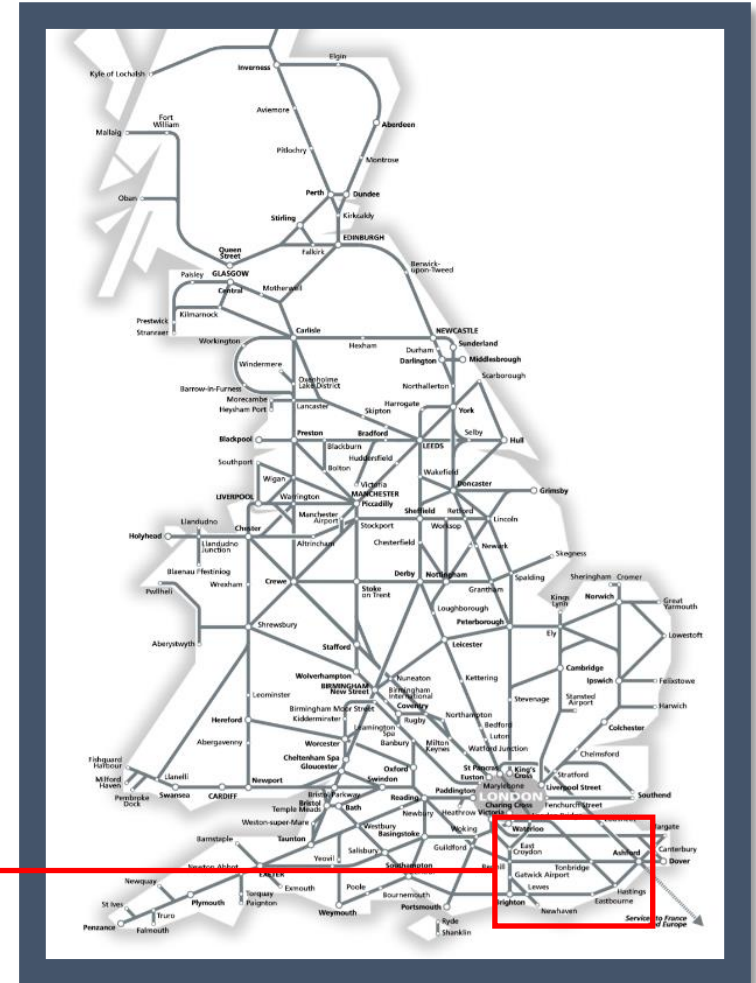 Kyle of Lochalsh
Inverness
Elgin
Aviemore
Fort
William
Mallaig
Aberdeen
Pitlochry
Montrose
Oban
Perth
Dundee
Stirling
Kirkcaldy
Queen
Street
Falkirk
EDINBURGH
Berwick-
upon-Tweed
Paisley
GLASGOW
Central
Motherwell
Prestwick
Kilmarnock
Stranraer
Carlisle
NEWCASTLE
Workington
Hexham
Sunderland
Durham
Darlington
Middlesbrough
Windermere
Scarborough
Oxenholme
Lake District
Northallerton
Barrow-in-Furness
Morecambe
Heysham Port
Lancaster
Harrogate
York
Skipton
Blackpool
Preston
Bradford
LEEDS
Selby
Hull
Blackburn
Huddersfield
Southport
Bolton
Wakefield
Wigan
Victoria
MANCHESTER
Piccadilly
Doncaster
Grimsby
LIVERPOOL
Warrington
Manchester
Airport
Sheffield
Retford
Llandudno
Stockport
Worksop
Lincoln
Holyhead
Chester
Llandudno
Junction
Altrincham
Chesterfield
Newark
Skegness
Blaenau Ffestiniog
Pwllheli
Wrexham
Crewe
Stoke
on Trent
Derby
Nottingham
Grantham
Spalding
Sheringham
Cromer
Kings
Lynn
Norwich
Great
Yarmouth
Loughborough
Peterborough
Shrewsbury
Ely
Lowestoft
Aberystwyth
Stafford
Leicester
Cambridge
Wolverhampton
BIRMINGHAM
New Street
Nuneaton
Birmingham
International
Kettering
Ipswich
Felixstowe
Leominster
Stevenage
Stansted
Airport
Birmingham Moor Street
Coventry
Harwich
Hereford
Kidderminster
Leamington
Spa
Rugby
Northampton
Bedford
Colchester
Abergavenny
Worcester
Banbury
Milton
Keynes
Luton
Watford Junction
Chelmsford
Fishguard
Harbour
Cheltenham Spa
Gloucester
Oxford
St Pancras
Euston
King's
Cross
Stratford
Milford
Haven
Llanelli
Newport
Swindon
Marylebone
Liverpool Street
Pembroke
Dock
Swansea
CARDIFF
Bristol Parkway
Bristol
Temple Meads
Bath
Reading
Paddington
LONDON
Southend
Charing Cross
Fenchurch Street
Weston-super-Mare
Westbury
Newbury
Heathrow
Victoria
Basingstoke
Woking
Waterloo
Barnstaple
Taunton
Salisbury
Guildford
East
Croydon
Ashford
Canterbury
Dover
Newton Abbot
EXETER
Yeovil
Southampton
Gatwick Airport
Tonbridge
Newquay
Exmouth
Poole
Bournemouth
Lewes
Hastings
St Ives
Plymouth
Torquay
Paignton
Weymouth
Portsmouth
Brighton
Newhaven
Eastbourne
Truro
Penzance
Falmouth
Ryde
Shanklin
Services to France